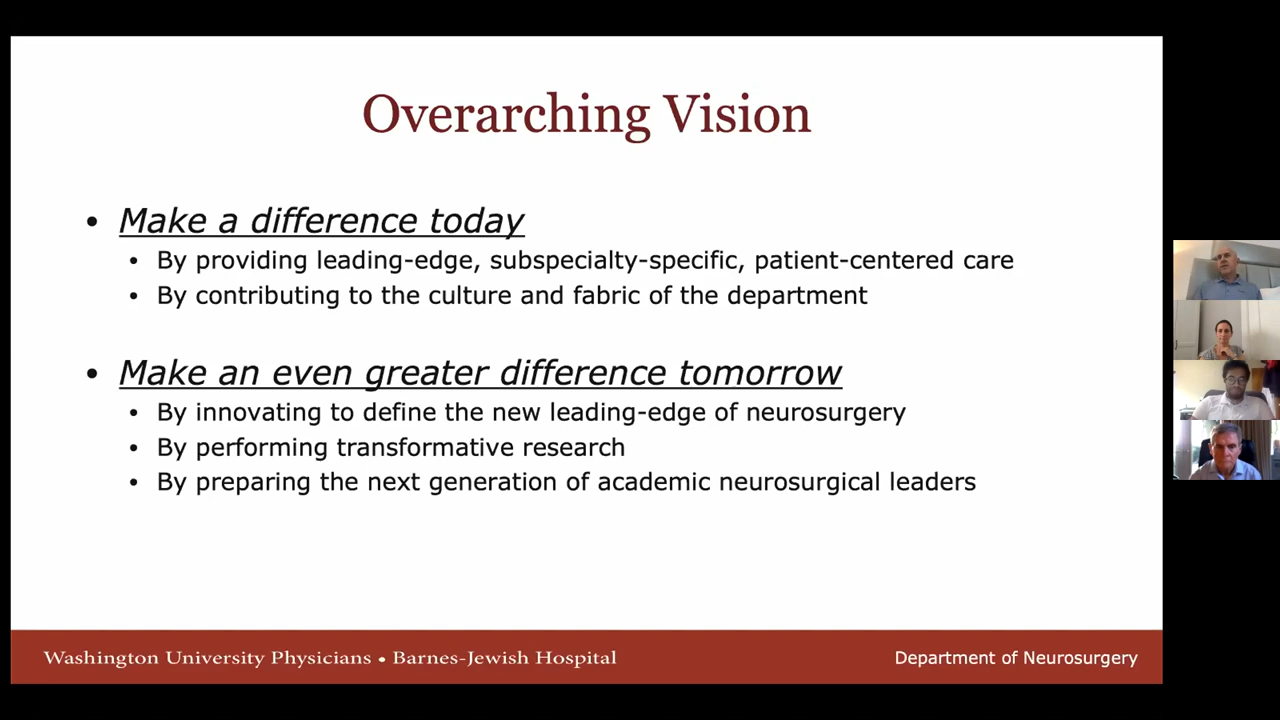 Overarching Vision
• Make a difference today
• By providing leading-edge, subspecialty-specific, patient-centered care
• By contributing to the culture and fabric of the department
• Make an even greater difference tomorrow
• By innovating to define the new leading-edge of neurosurgery
• By performing transformative research
• By preparing the next generation of academic neurosurgical leaders
Washington University Physicians • Barnes-Jewish Hospital
Department of Neurosurgery